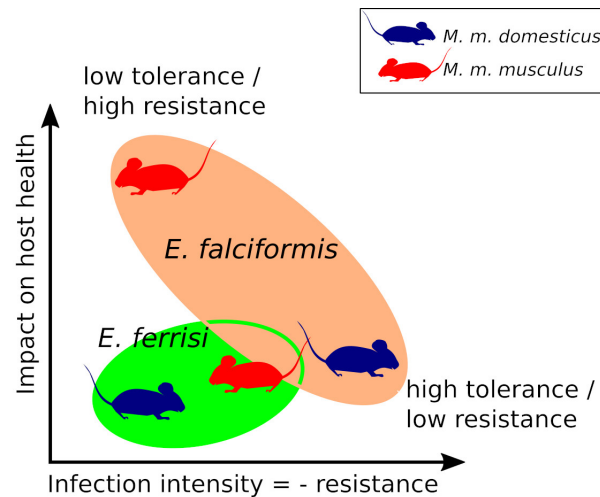 M. m. domesticus
M. m. musculus
low tolerance /
high resistance
Impact on host health
E. falciformis
E. ferrisi
high tolerance /
low resistance
Infection intensity = - resistance